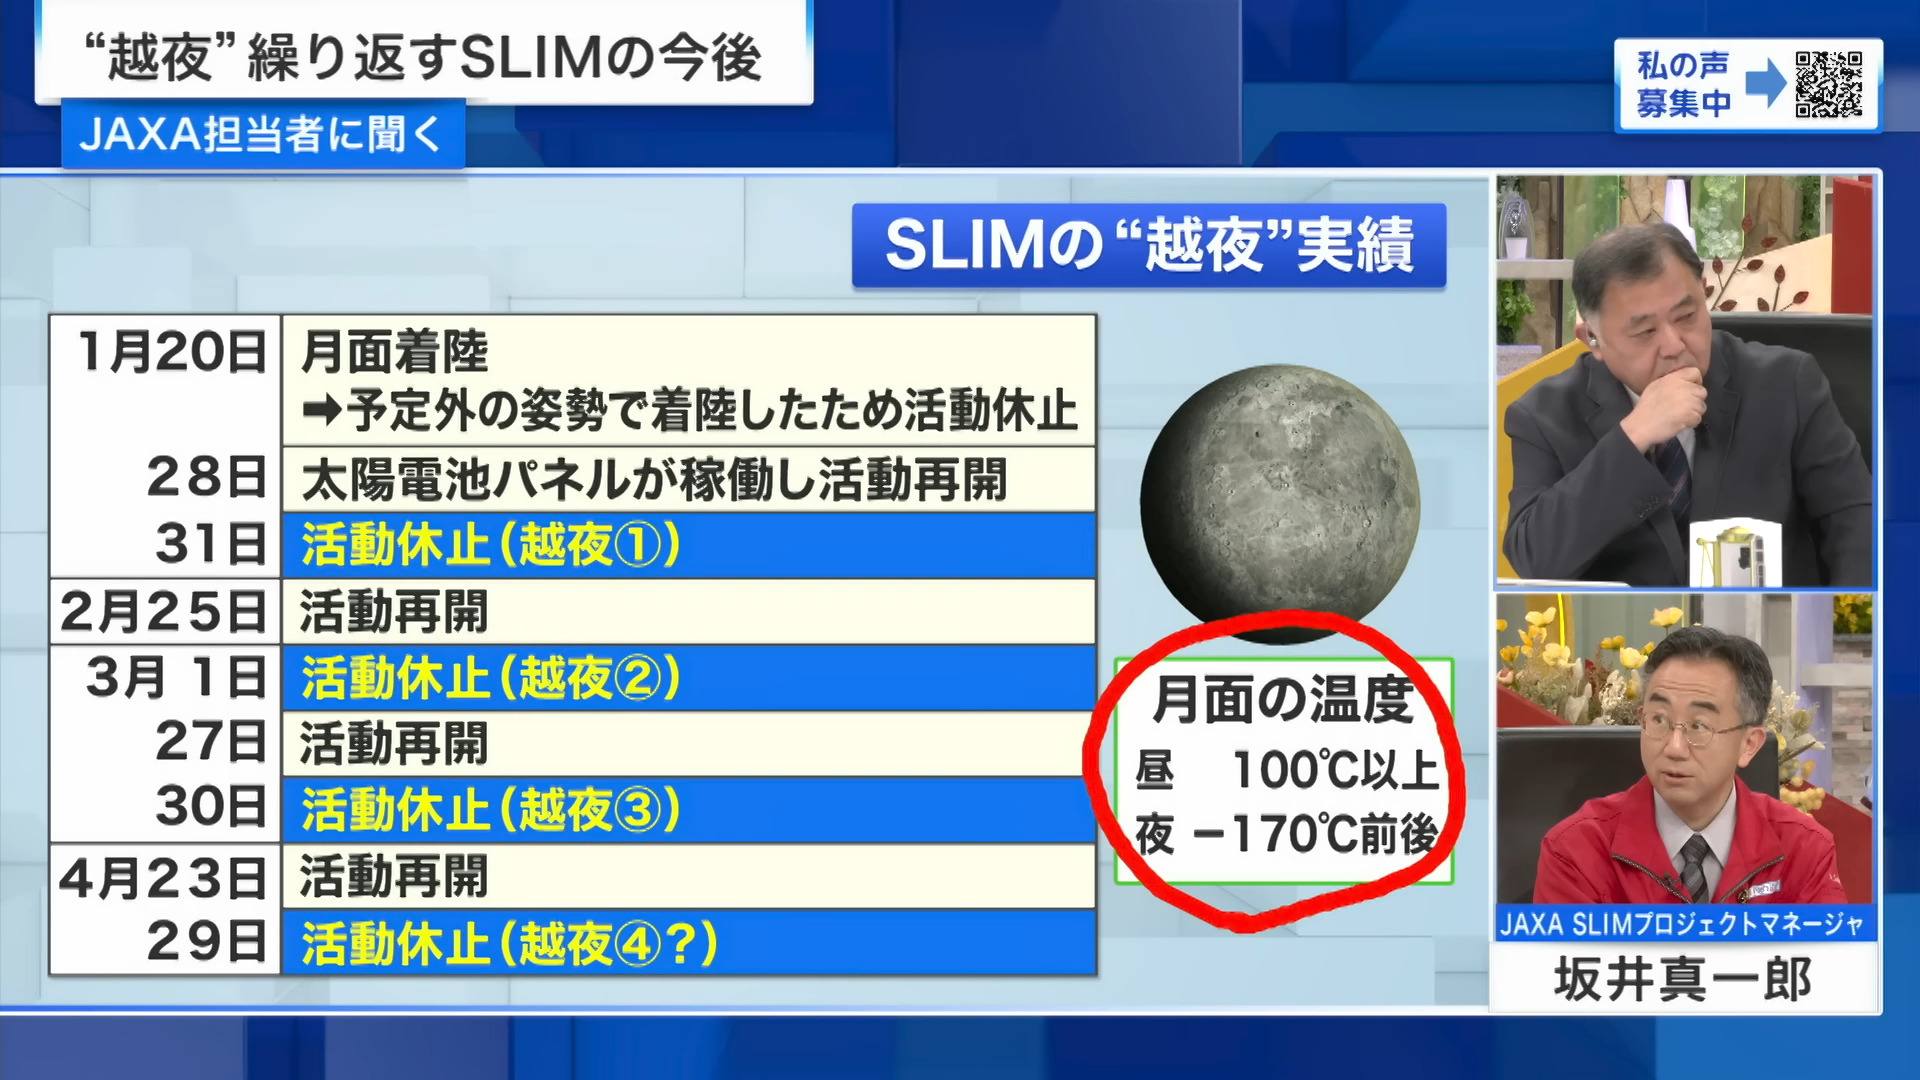 “越夜”繰り返すSLIMの今後
JAXA担当者に聞く
私の声
募集中
SLIMの“越夜”実績
1月20日 月面着陸
➡予定外の姿勢で着陸したため活動休止
28日 太陽電池パネルが稼働し活動再開
31日 活動休止(越夜①)
2月25日 活動再開
3月 1日 活動休止(越夜②)
27日 活動再開
30日 活動休止(越夜③)
4月23日 活動再開
29日 活動休止(越夜④?)
月面の温度
昼 100℃以上
夜 −170℃前後
JAXA SLIMプロジェクトマネージャ
坂井真一郎